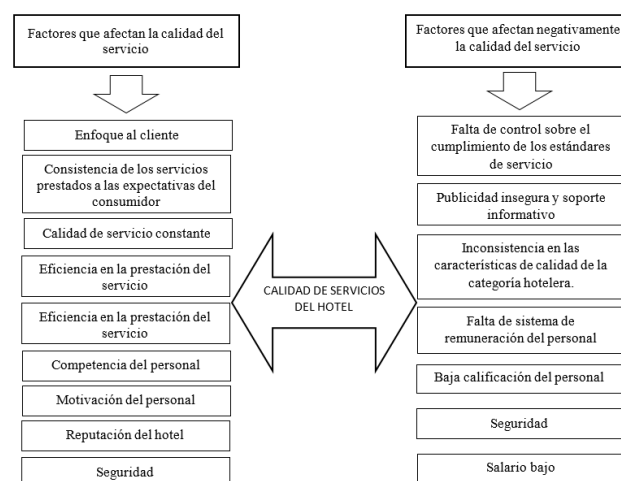 Factores que afectan la calidad del
servicio
Enfoque al cliente
Consistencia de los servicios
prestados a las expectativas del
consumidor
Calidad de servicio constante
Eficiencia en la prestación del
servicio
Eficiencia en la prestación del
servicio
Competencia del personal
Motivación del personal
Reputación del hotel
Seguridad
CALIDAD DE SERVICIOS
DEL HOTEL
Factores que afectan negativamente
la calidad del servicio
Falta de control sobre el
cumplimiento de los estándares
de servicio
Publicidad insegura y soporte
informativo
Inconsistencia en las
características de calidad de la
categoría hotelera.
Falta de sistema de
remuneración del personal
Baja calificación del personal
Seguridad
Salario bajo